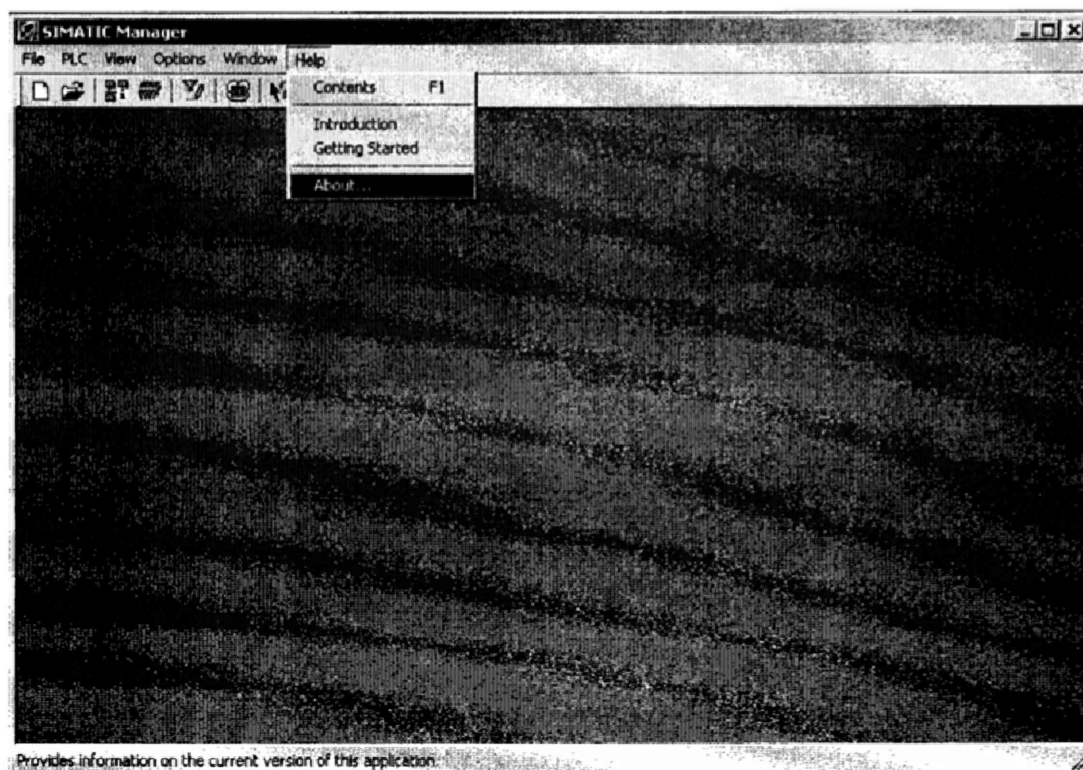 SIMATIC Manager
File PLC View Options Window Help
Contents F1
Introduction
Getting Started
About...
Provides information on the current version of this application.